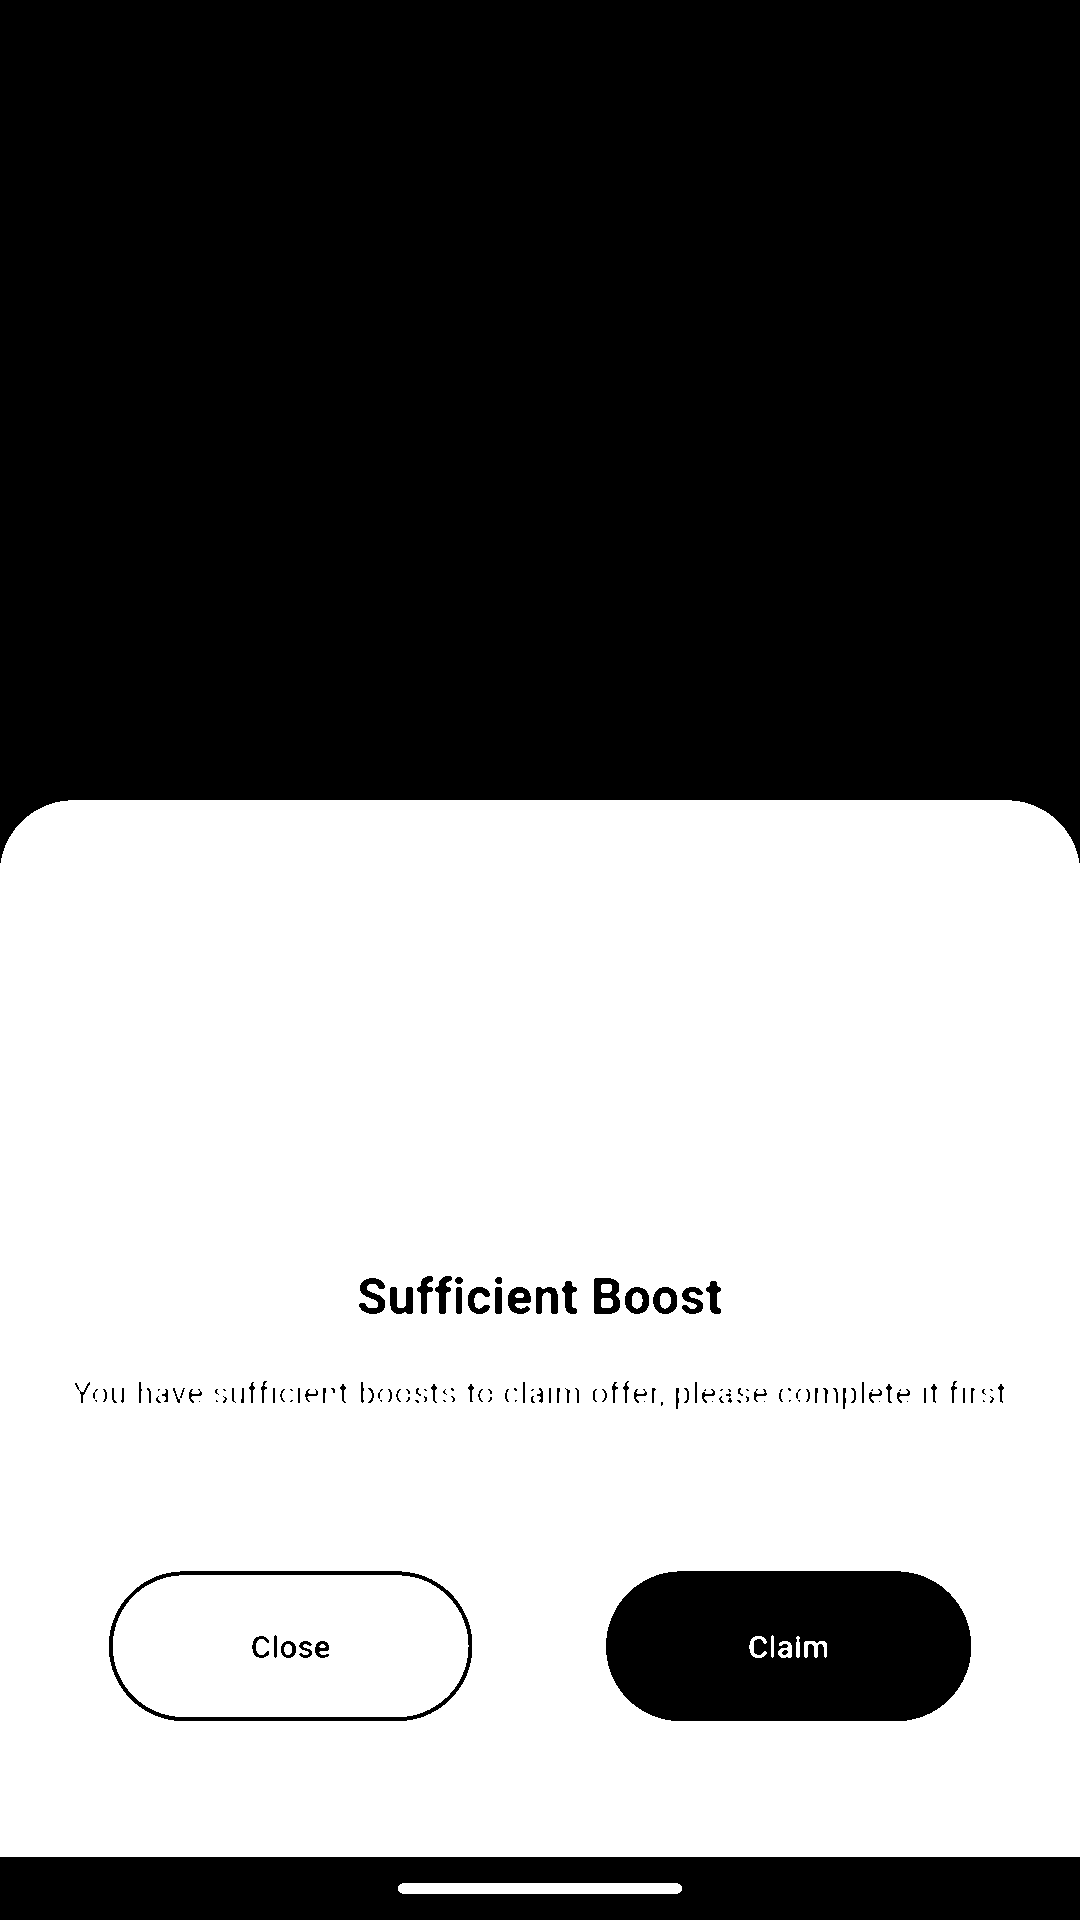 Sufficient Boost
You have sufficient boosts to claim offer, please complete it first
Close
Claim